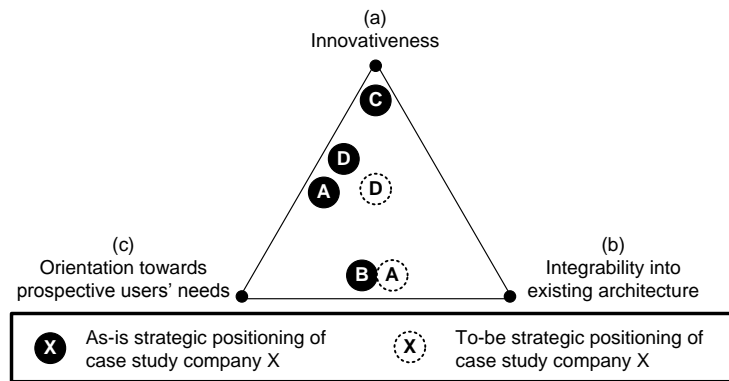 (a)
Innovativeness
C
D
A
D
(c)
Orientation towards
prospective users' needs
B
A
(b)
Integrability into
existing architecture
X
As-is strategic positioning of
case study company X
X
To-be strategic positioning of
case study company X